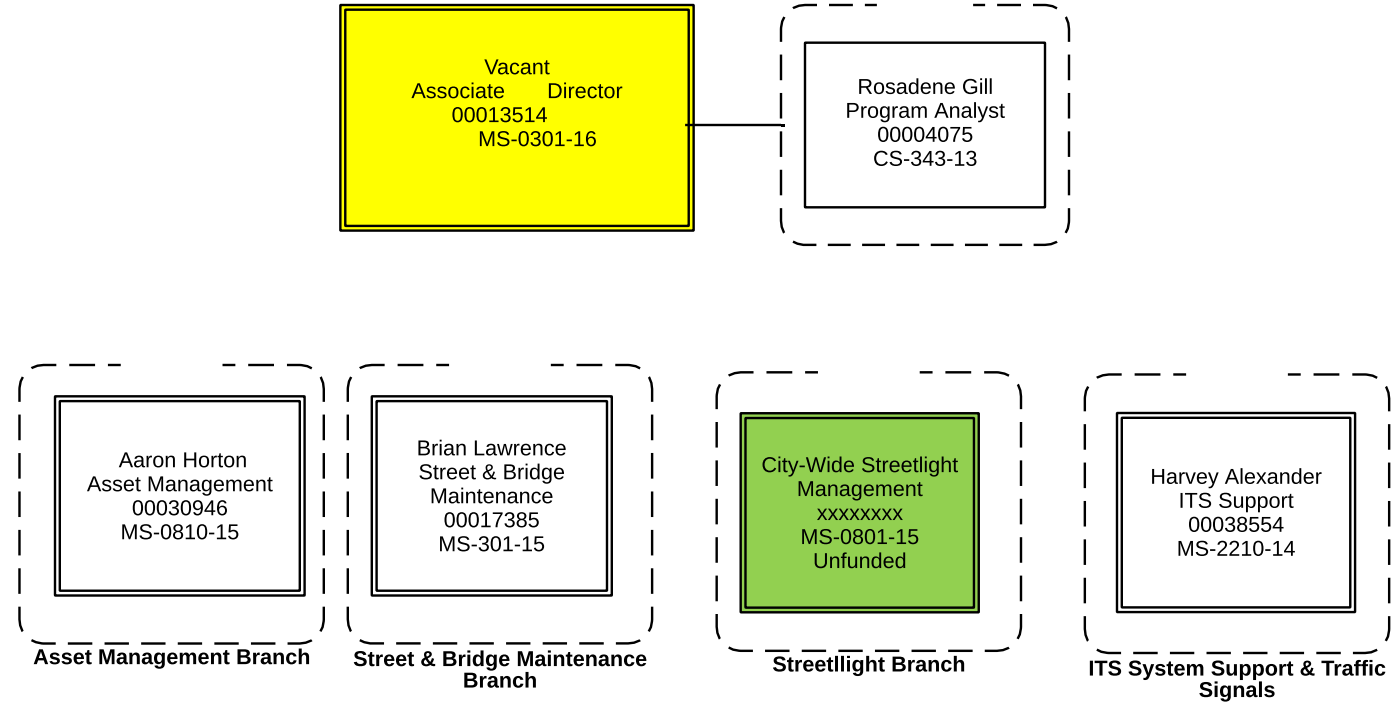 Vacant
Associate Director
00013514
MS-0301-16
Rosadene Gill
Program Analyst
00004075
CS-343-13
Aaron Horton
Asset Management
00030946
MS-0810-15
Asset Management Branch
Brian Lawrence
Street & Bridge
Maintenance
00017385
MS-301-15
Street & Bridge Maintenance
Branch
City-Wide Streetlight
Management
xxxxxxxx
MS-0801-15
Unfunded
Streetllight Branch
Harvey Alexander
ITS Support
00038554
MS-2210-14
ITS System Support & Traffic
Signals